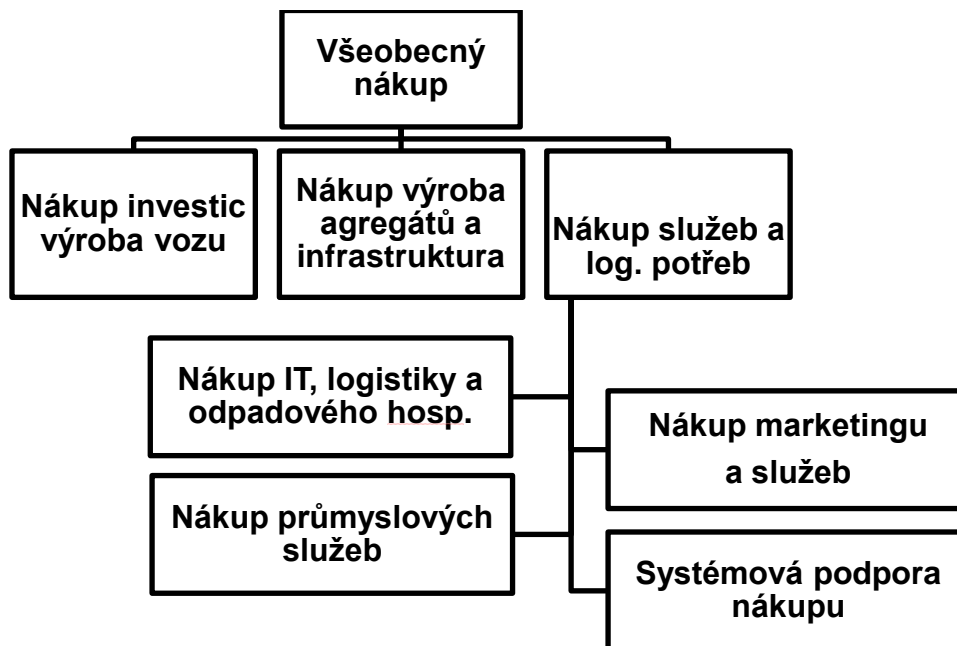 Všeobecný
nákup
Nákup investic
výroba vozu
Nákup výroba
agregátů a
infrastruktura
Nákup služeb a
log. potřeb
Nákup IT, logistiky a
odpadového hosp.
Nákup marketingu
a služeb
Nákup průmyslových
služeb
Systémová podpora
nákupu